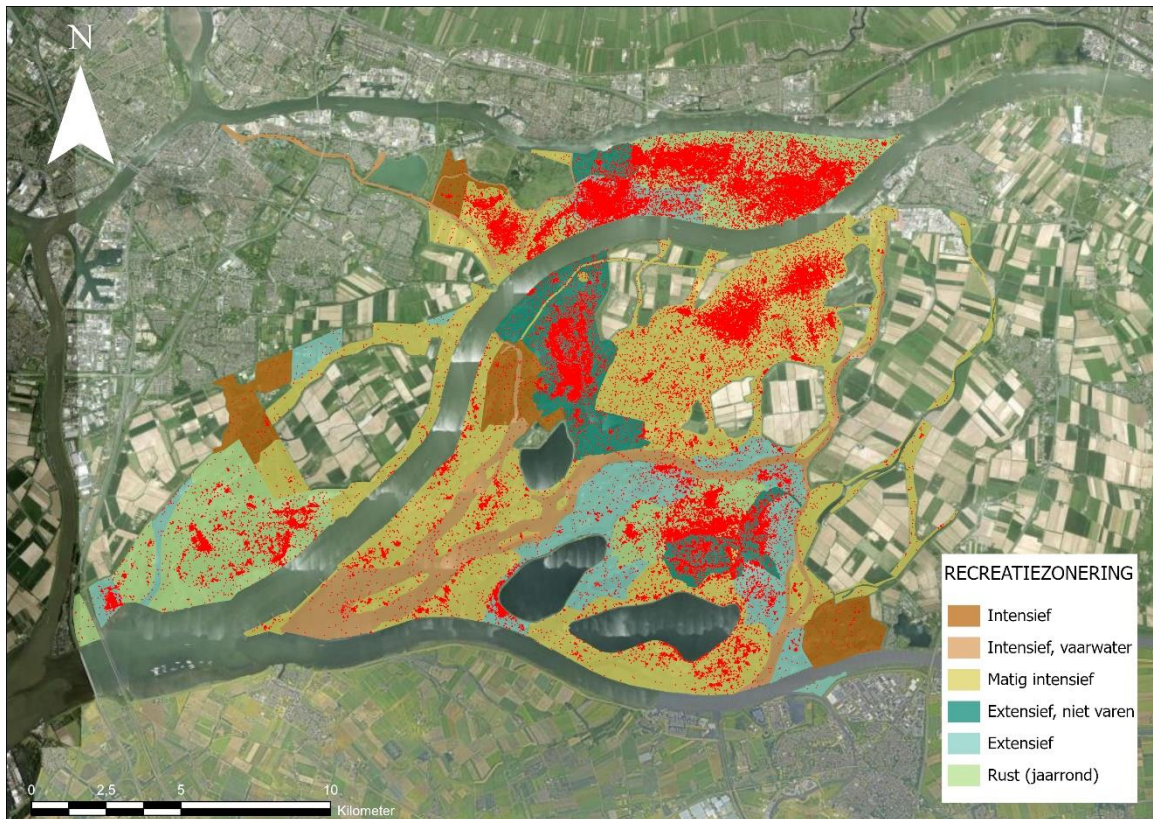 N
RECREATIEZONERING
Intensief
Intensief, vaarwater
Matig intensief
Extensief, niet varen
Extensief
Rust (jaarrond)
0 2,5 5 10
Kilometer